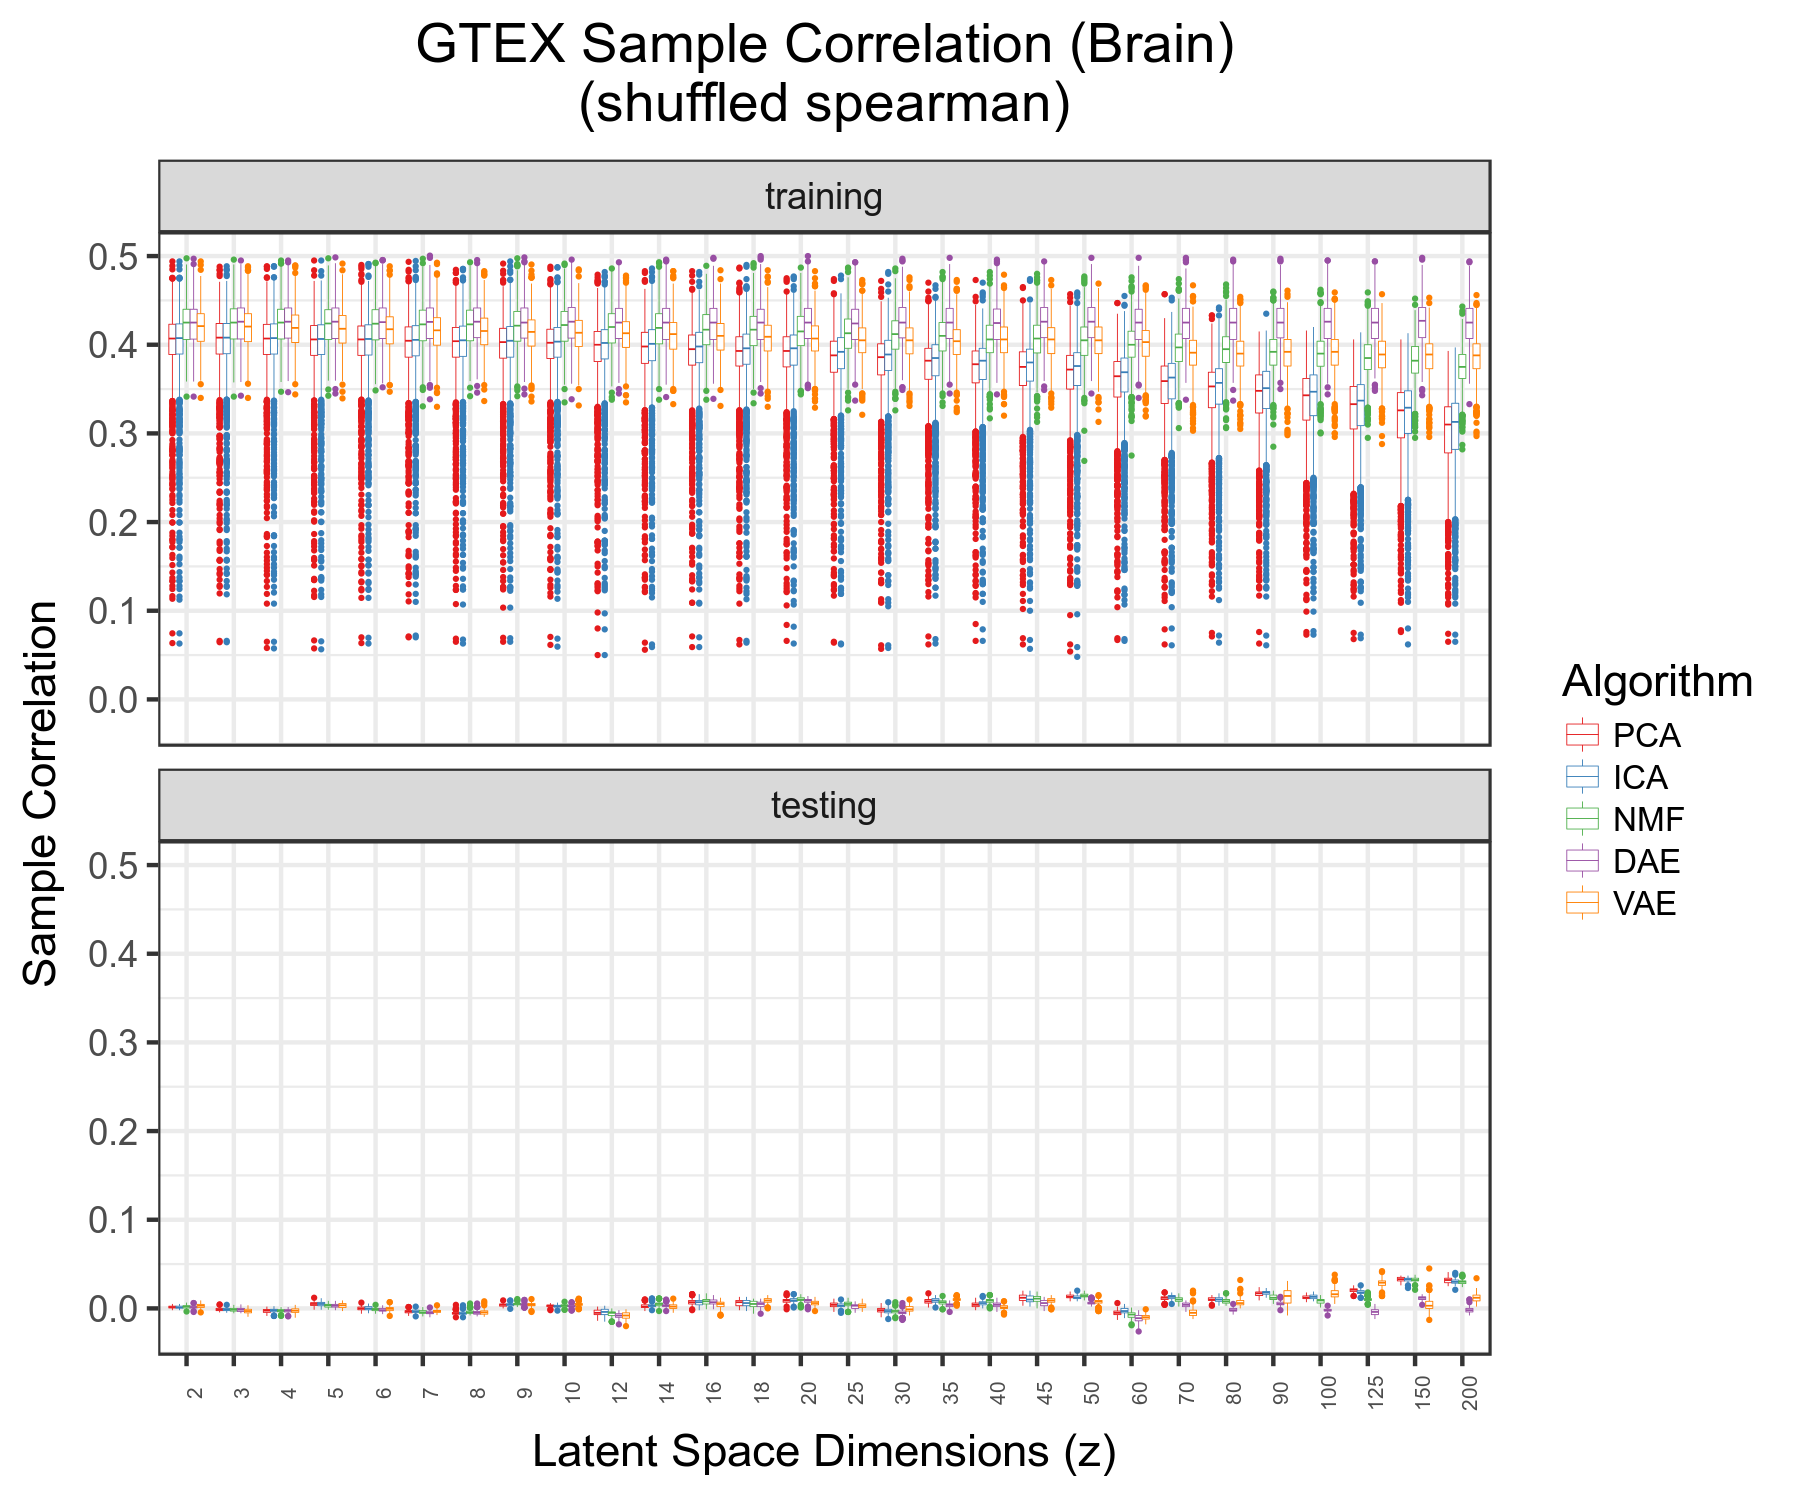 GTEX Sample Correlation (Brain)
(shuffled spearman)
training
0.5
0.4
0.3
0.2
0.1
0.0
testing
0.5
0.4
0.3
0.2
0.1
0.0
Sample Correlation
2 3 4 5 6 7 8 9 10 12 14 16 18 20 25 30 35 40 45 50 60 70 80 90 100 125 150 200
Latent Space Dimensions (z)
Algorithm
PCA
ICA
NMF
DAE
VAE